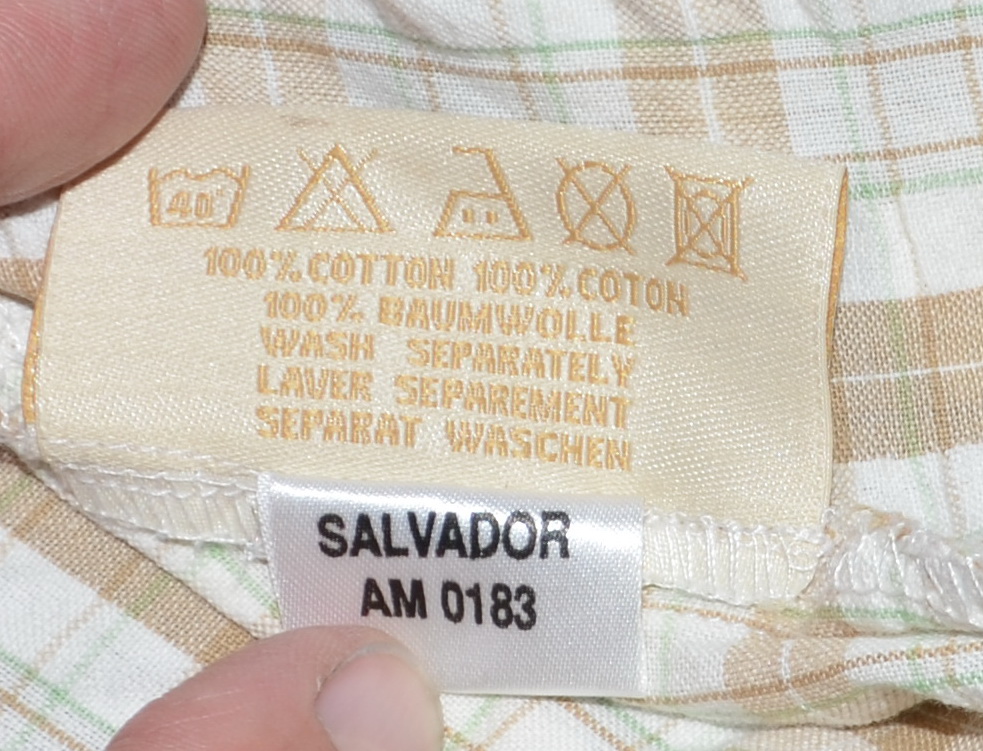 40°
100% COTTON 100% COTON
100% BAUMWOLLE
WASH SEPARATELY
LAVER SEPAREMENT
SEPARAT WASCHEN
SALVADOR
AM 0183